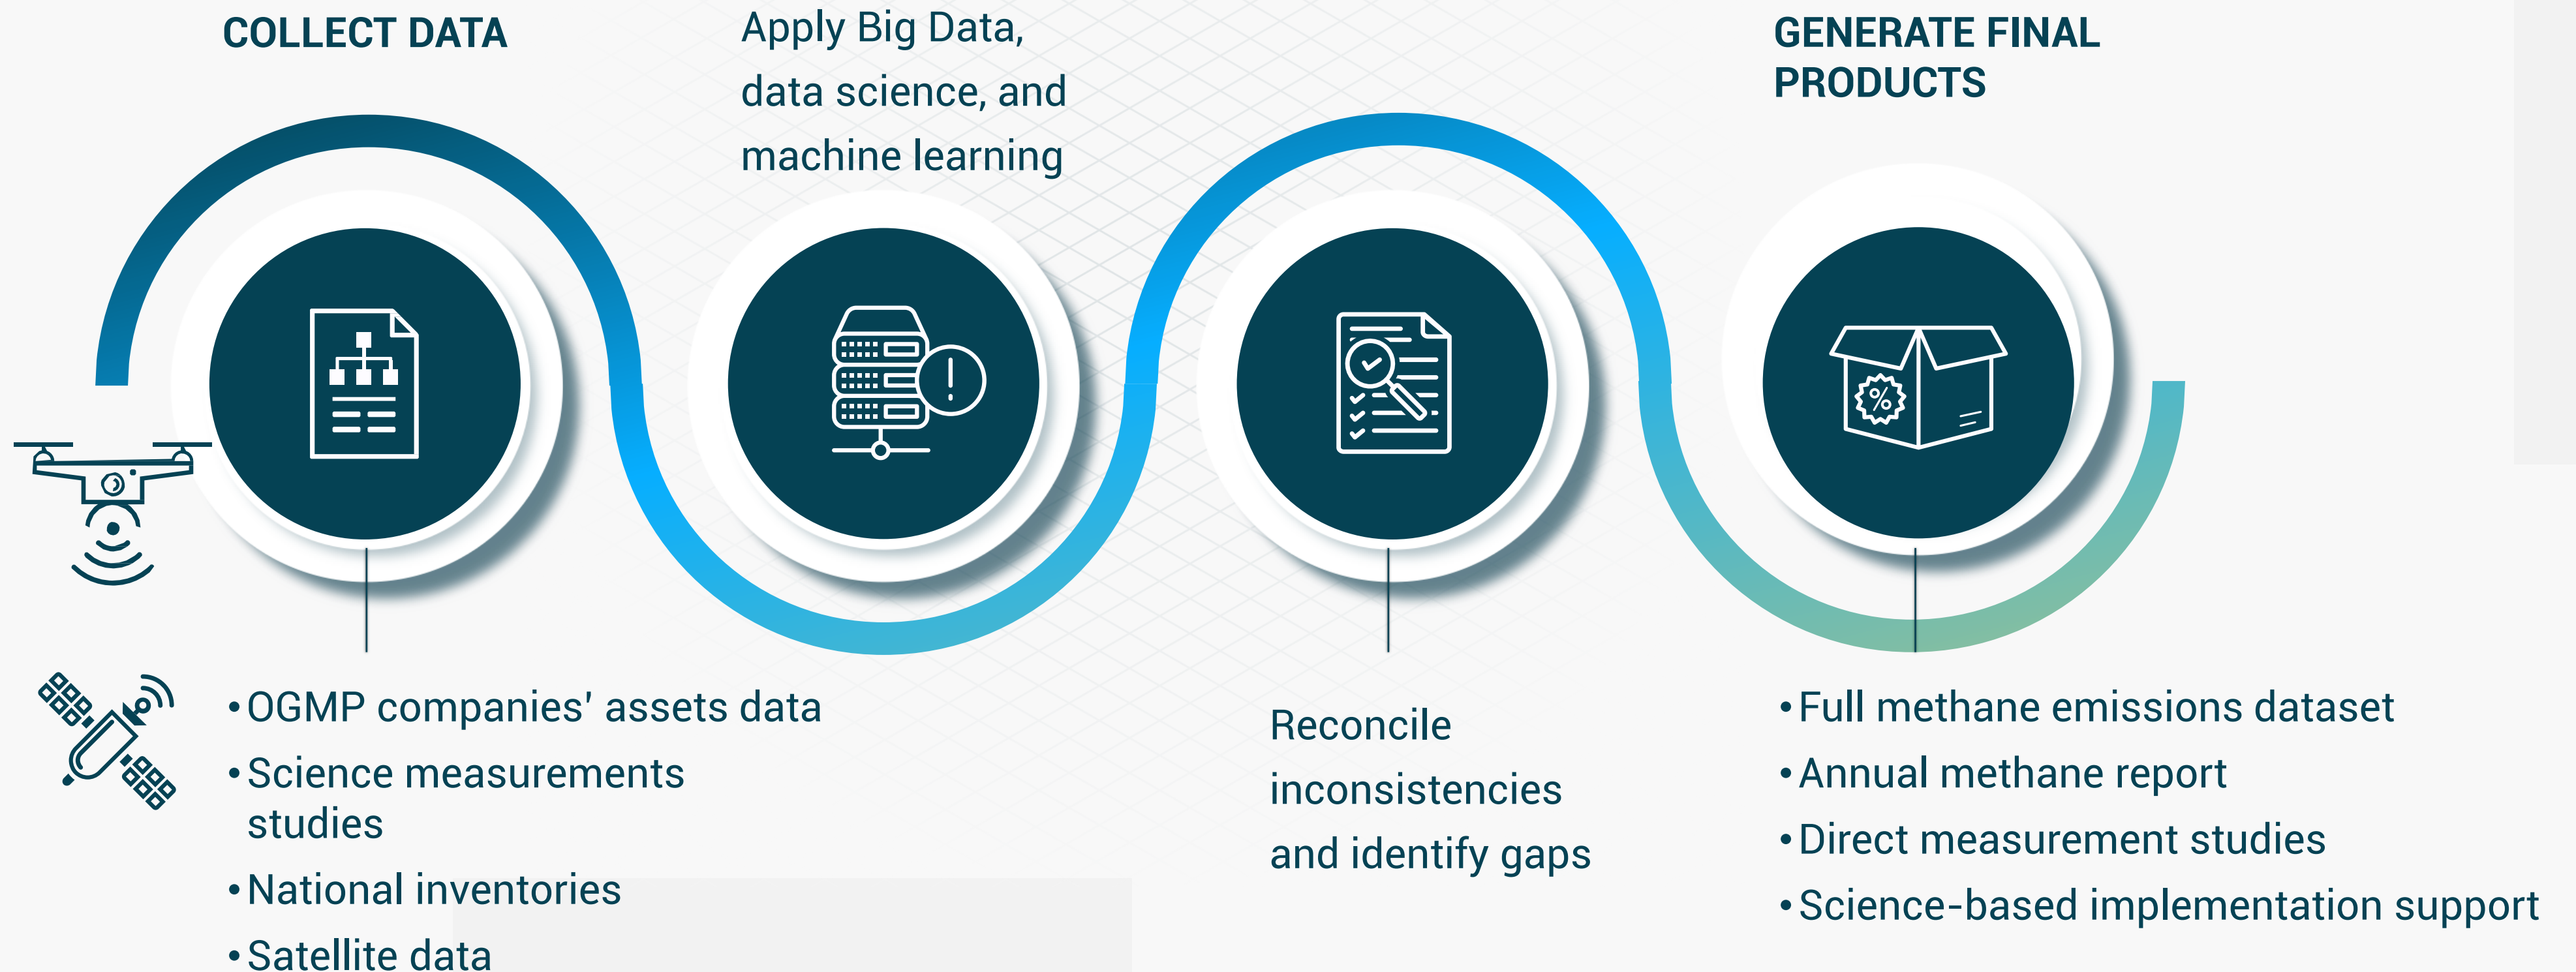 COLLECT DATA
Apply Big Data,
data science, and
machine learning
GENERATE FINAL
PRODUCTS
•OGMP companies' assets data
•Science measurements
studies
•National inventories
•Satellite data
Reconcile
inconsistencies
and identify gaps
•Full methane emissions dataset
•Annual methane report
•Direct measurement studies
•Science-based implementation support